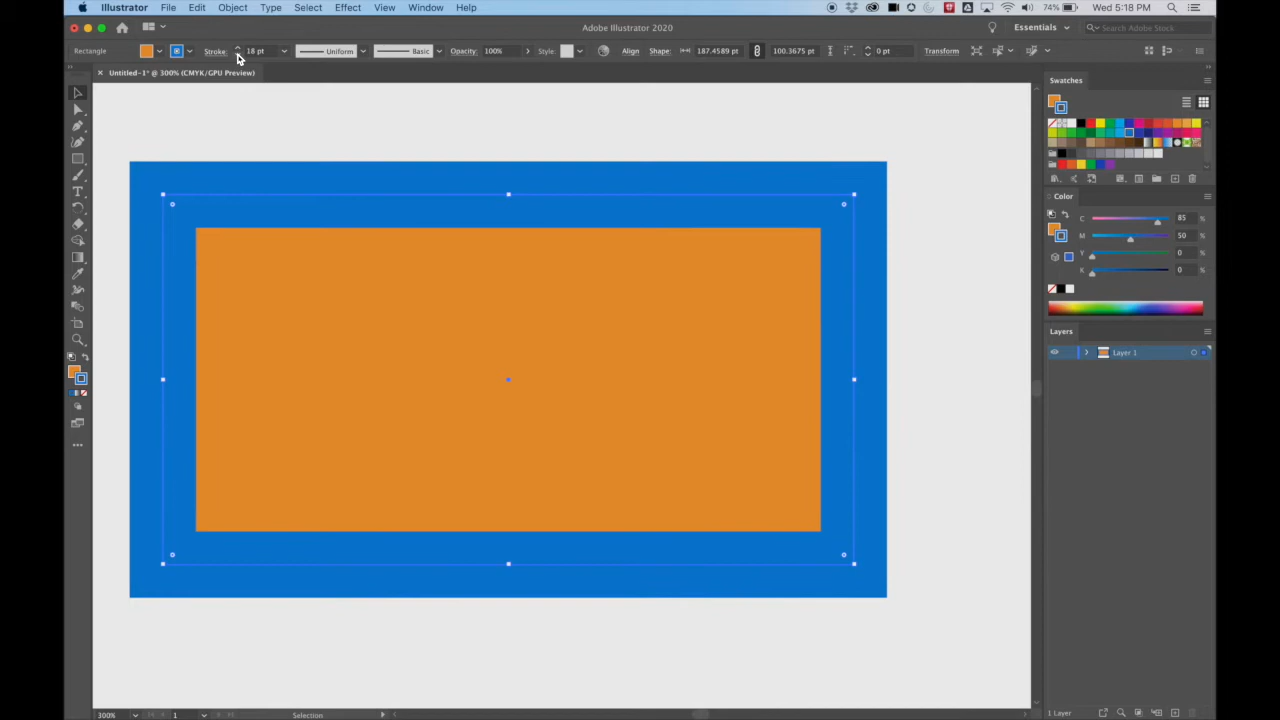 Illustrator File Edit Object Type Select Effect View Window Help 74% Wed 5:18 PM
Adobe Illustrator 2020 Essentials Search Adobe Stock
Rectangle Stroke: 18 pt Uniform Basic Opacity: 100% Style: Align Shape: 187.4589 pt 100.3675 pt 0 pt Transform
Untitled-1* @ 300% (CMYK/GPU Preview)
Swatches
Color
C 85 %
M 50 %
Y 0 %
K 0 %
Layers
Layer 1
300% 1 Selection 1 Layer